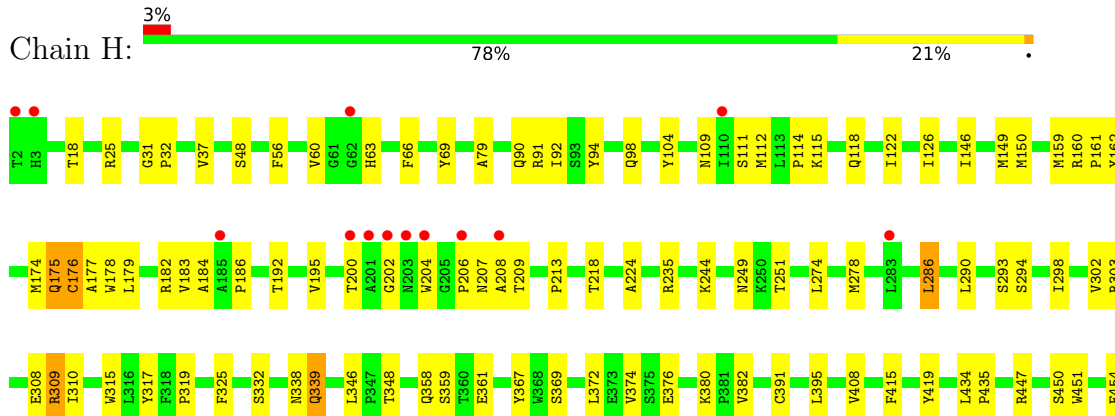 3%
Chain H:
78% 21% •
T2 H3 T18 R25 G31 P32 V37 S48 F56 V60 G61 G62 H63 F66 Y69 A79 Q90 R91 I92 S93 Y94 Q98 Y104 N109 I110 S111 M112 L113 P114 K115 Q118 I122 I126 I146 M149 M150 M159 R160 P161
M174 R175 C176 A177 W178 L179 R182 V183 A184 A185 P186 T192 V195 T200 A201 G202 N203 W204 G205 P206 N207 A208 T209 P213 T218 A224 R235 K244 N249 K250 T251 L274 M278 L283 L286 L290 S293 S294 I298 V302
E308 R309 I310 W315 L316 Y317 F318 P319 F325 S332 N338 Q339 L346 P347 T348 Q358 S359 T360 E361 Y367 W368 S369 L372 E373 V374 S375 E376 K380 P381 V382 C391 L395 V408 F415 Y419 L434 P435 R447 S450 W451